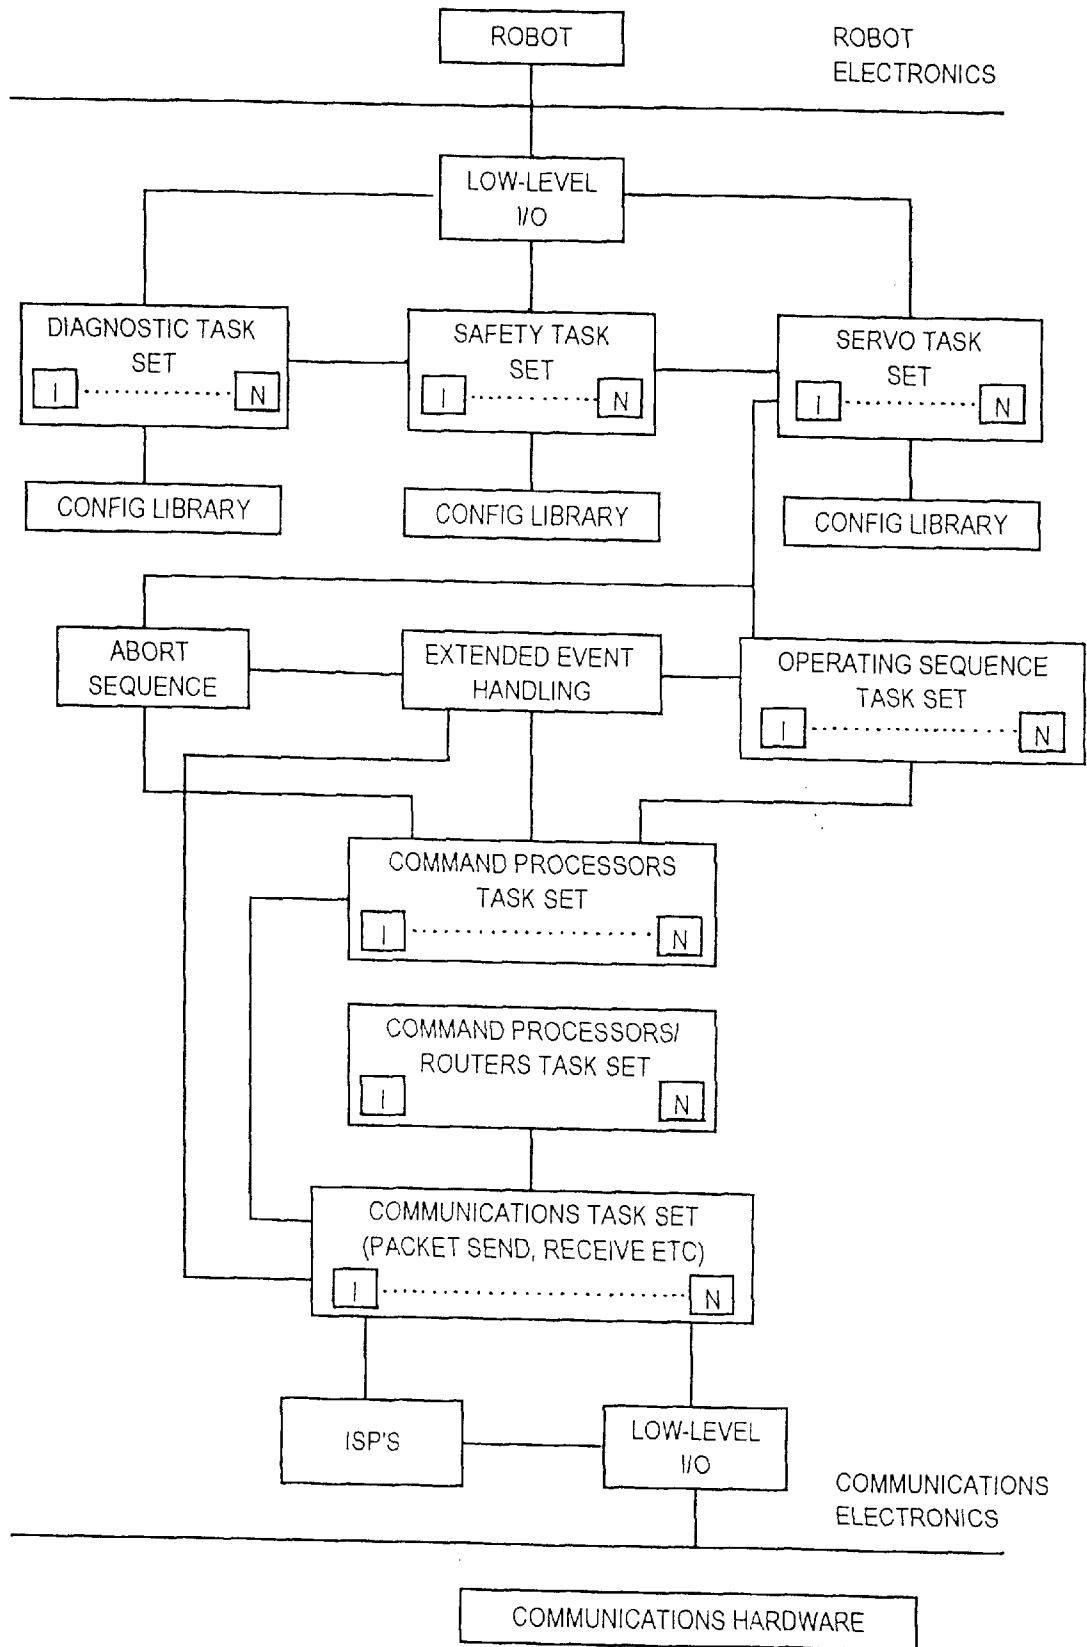 ROBOT
ROBOT
ELECTRONICS
LOW-LEVEL
I/O
DIAGNOSTIC TASK
SET
I
N
SAFETY TASK
SET
I
N
SERVO TASK
SET
I
N
CONFIG LIBRARY
CONFIG LIBRARY
CONFIG LIBRARY
ABORT
SEQUENCE
EXTENDED EVENT
HANDLING
OPERATING SEQUENCE
TASK SET
I
N
COMMAND PROCESSORS
TASK SET
I
N
COMMAND PROCESSORS/
ROUTERS TASK SET
I
N
COMMUNICATIONS TASK SET
(PACKET SEND, RECEIVE ETC)
I
N
ISP'S
LOW-LEVEL
I/O
COMMUNICATIONS
ELECTRONICS
COMMUNICATIONS HARDWARE